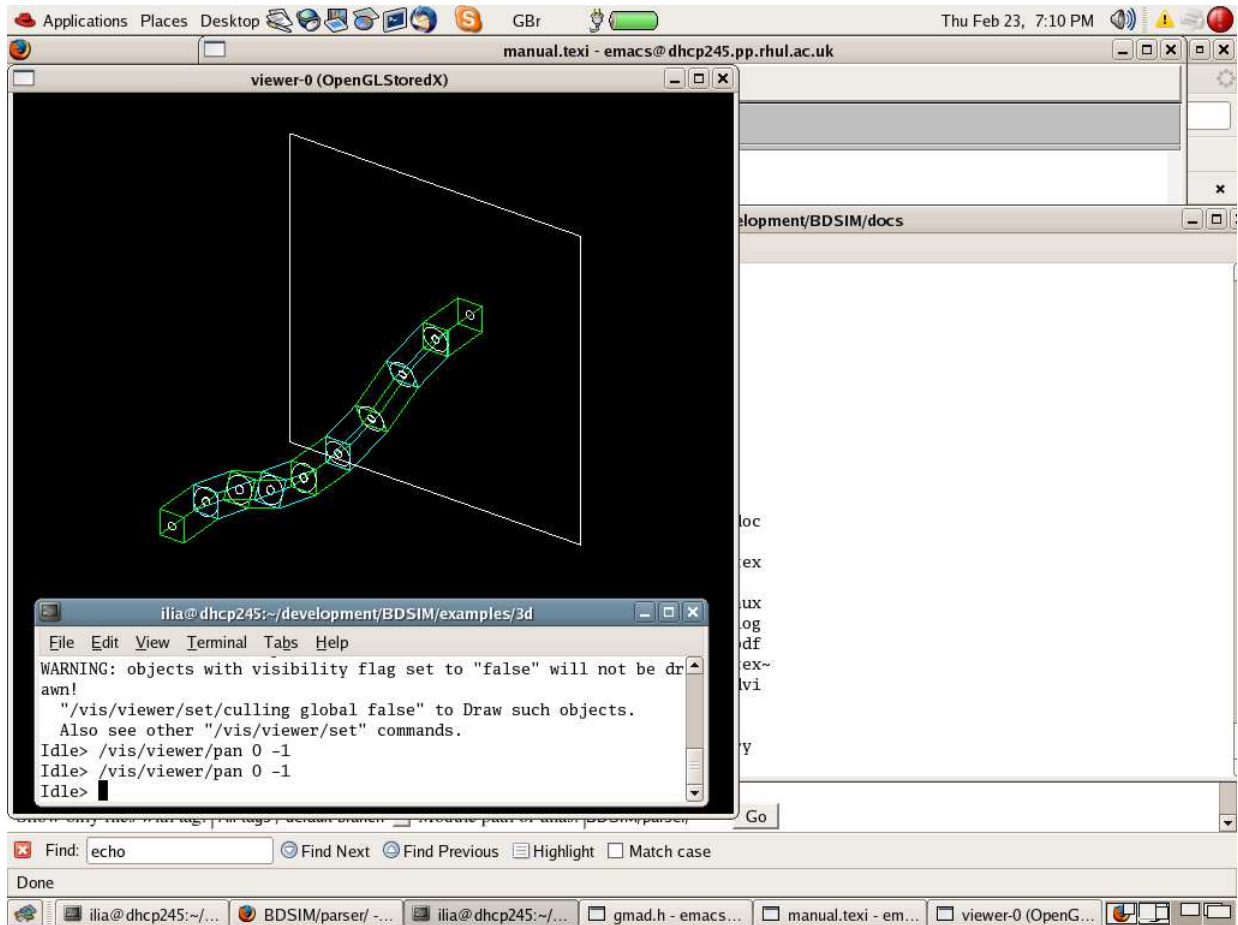 Applications Places Desktop GBr Thu Feb 23, 7:10 PM
manual.texi - emacs@dhcp245.pp.rhul.ac.uk
viewer-0 (OpenGLStoredX)
elopment/BDSIM/docs
loc
ex
ux
og
df
ex~
lvi
y
ilia@dhcp245:~/development/BDSIM/examples/3d
File Edit View Terminal Tabs Help
WARNING: objects with visibility flag set to "false" will not be dr
awn!
"/vis/viewer/set/culling global false" to Draw such objects.
Also see other "/vis/viewer/set" commands.
Idle> /vis/viewer/pan 0 -1
Idle> /vis/viewer/pan 0 -1
Idle>
Go
Find: echo Find Next Find Previous Highlight Match case
Done
ilia@dhcp245:~/... BDSIM/parser/ -... ilia@dhcp245:~/... gmad.h - emacs... manual.texi - em... viewer-0 (OpenG...